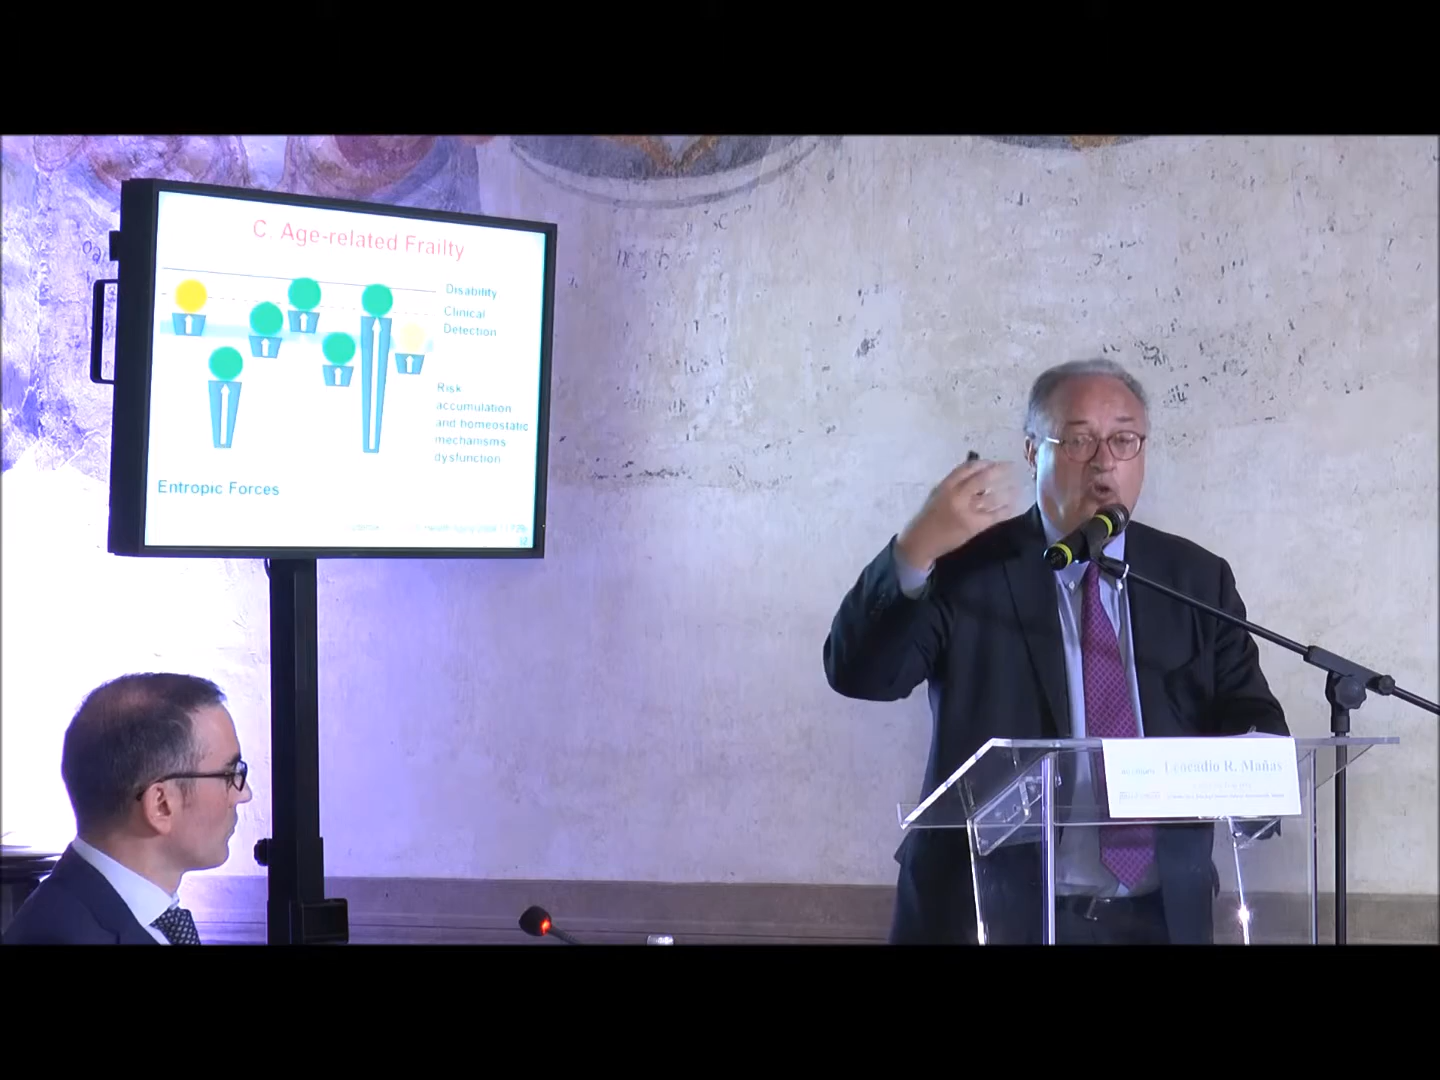 C. Age-related Frailty
Disability
Clinical
Detection
Risk
accumulation
and homeostatic
mechanisms
dysfunction
Entropic Forces
Leocadio R. Mañas